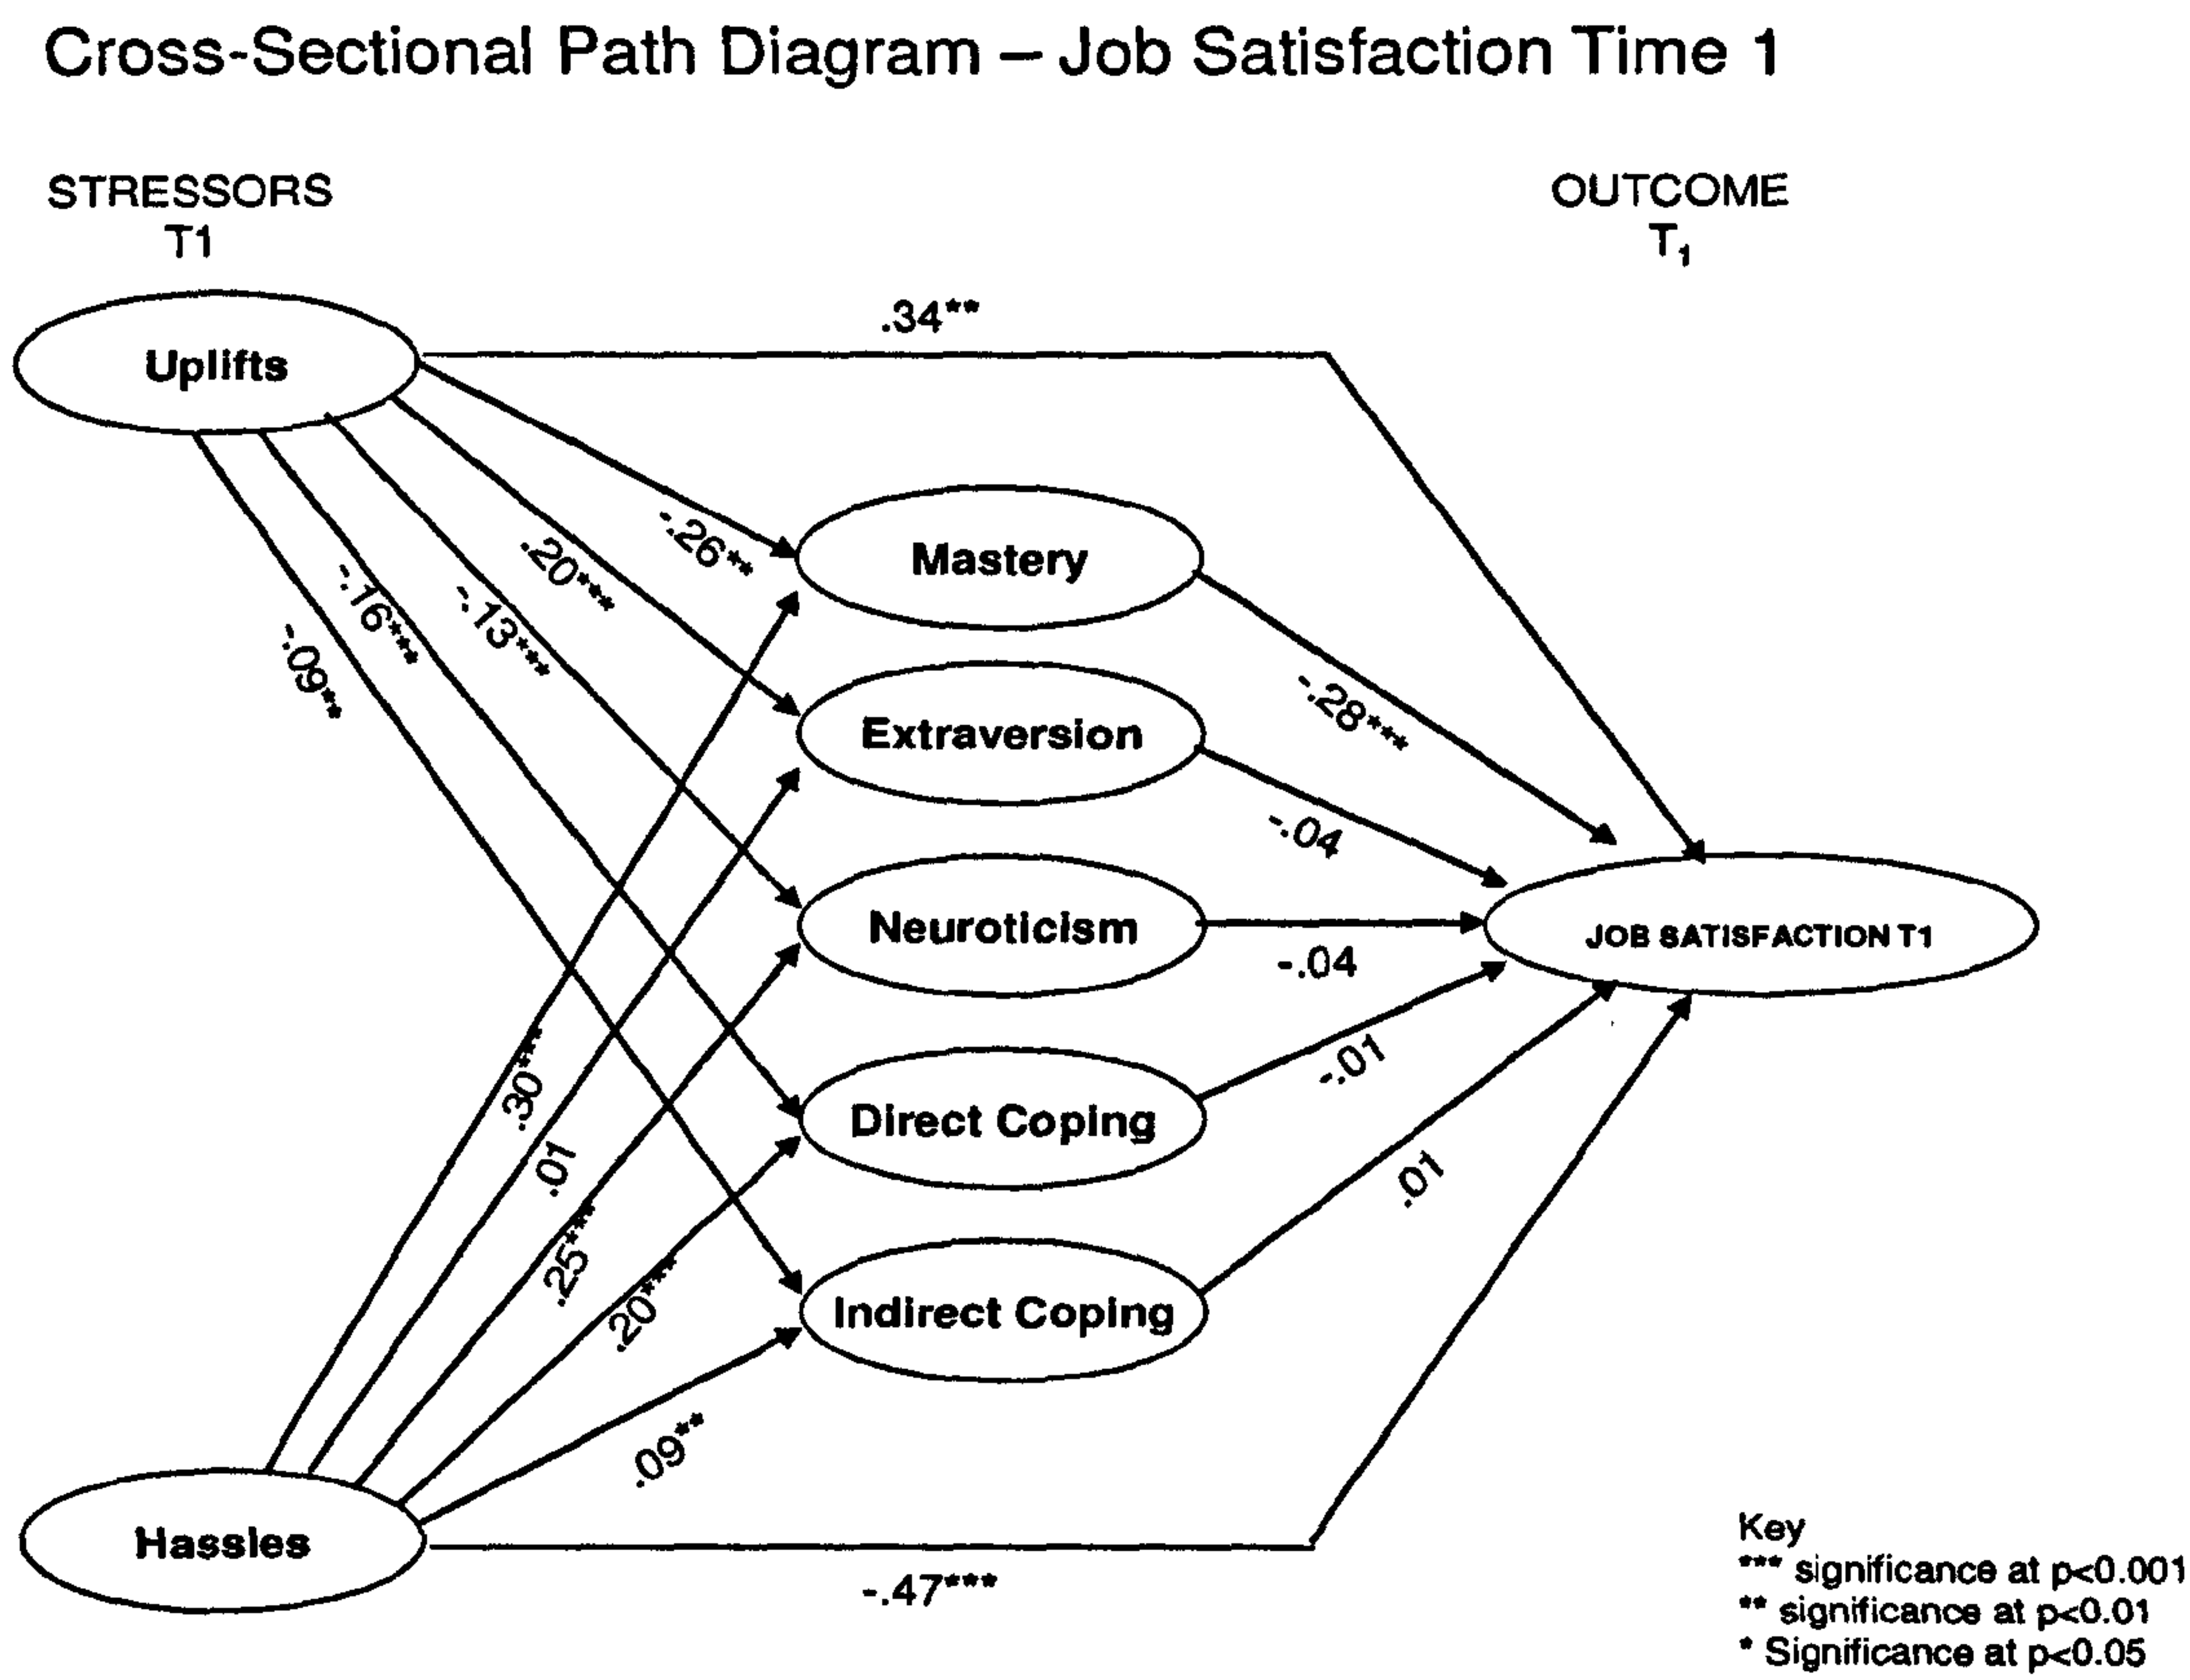 Cross-Sectional Path Diagram – Job Satisfaction Time 1
STRESSORS
T1
OUTCOME
T1
Uplifts
.34**
-.26**
.20***
-.13***
-.16***
-.09**
Mastery
-.28***
Extraversion
-.04
Neuroticism
-.04
JOB SATISFACTION T1
Direct Coping
-.01
Indirect Coping
.01
.30***
.01
.25***
.20***
.09**
Hassles
-.47***
Key
*** significance at p<0.001
** significance at p<0.01
* Significance at p<0.05